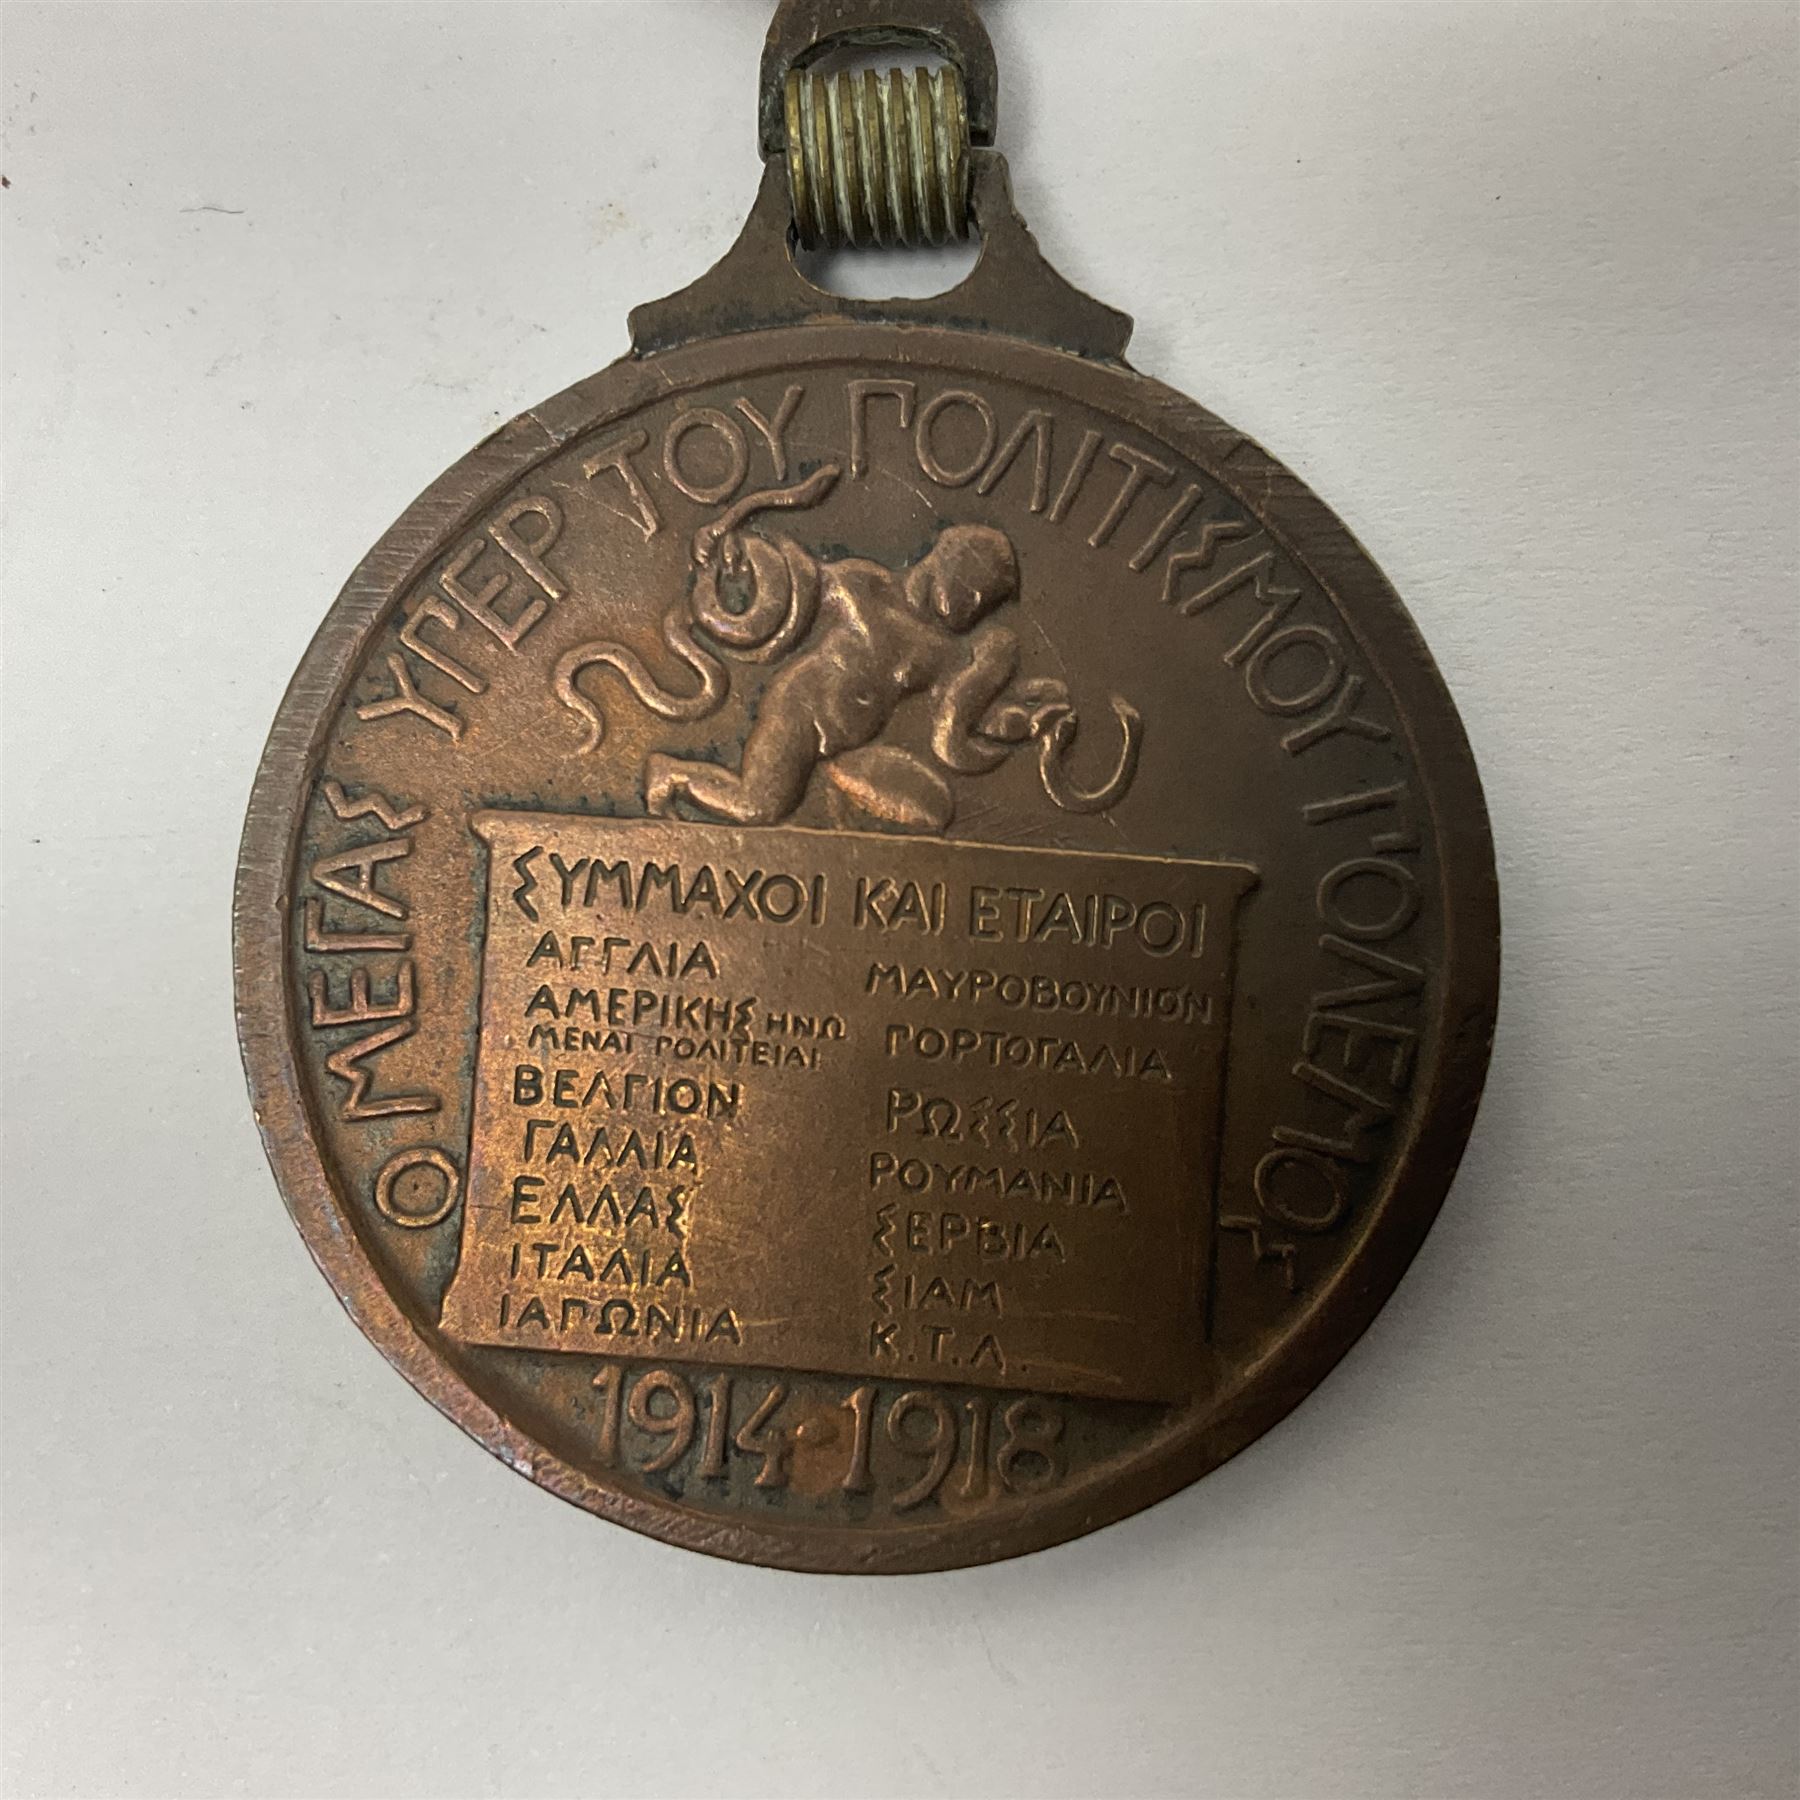 Ο ΜΕΓΑΣ ΥΠΕΡ ΤΟΥ ΠΟΛΙΤΙΣΜΟΥ ΠΟΛΕΜΟΣ
ΣΥΜΜΑΧΟΙ ΚΑΙ ΕΤΑΙΡΟΙ
ΑΓΓΛΙΑ
ΑΜΕΡΙΚΗΣ ΗΝΩ
ΜΕΝΑΙ ΠΟΛΙΤΕΙΑΙ
ΒΕΛΓΙΟΝ
ΓΑΛΛΙΑ
ΕΛΛΑΣ
ΙΤΑΛΙΑ
ΙΑΠΩΝΙΑ
ΜΑΥΡΟΒΟΥΝΙΟΝ
ΠΟΡΤΟΓΑΛΙΑ
ΡΩΣΣΙΑ
ΡΟΥΜΑΝΙΑ
ΣΕΡΒΙΑ
ΣΙΑΜ
Κ.Τ.Λ.
1914·1918